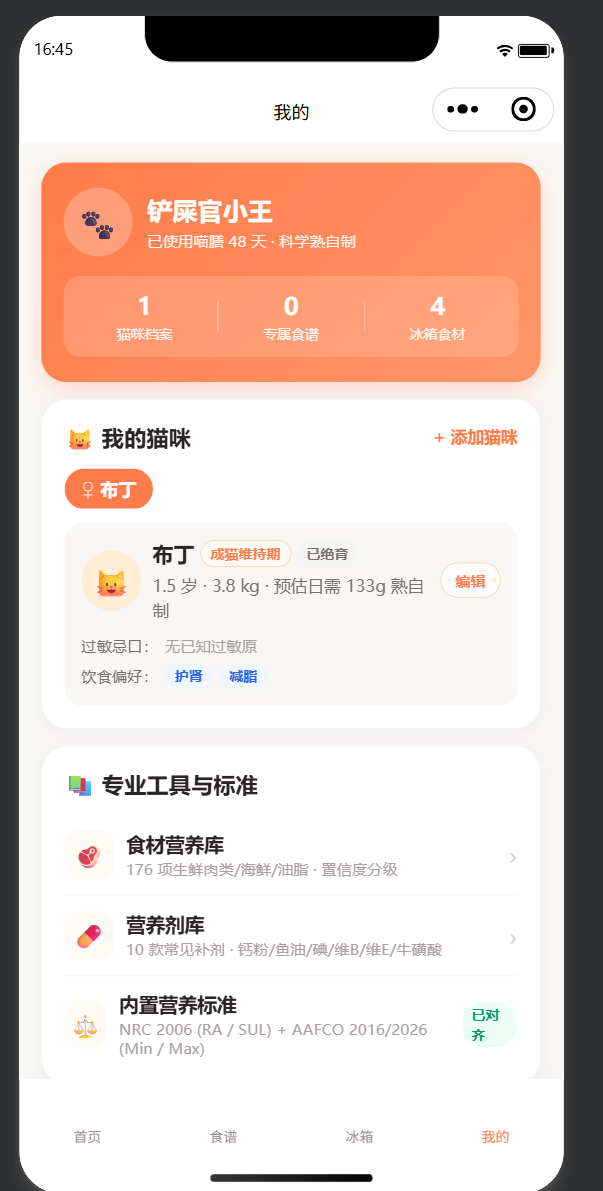 16:45
我的
铲屎官小王
已使用喵膳 48 天 · 科学熟自制
1 0 4
猫咪档案 专属食谱 冰箱食材
我的猫咪 + 添加猫咪
♀ 布丁
布丁 成猫维持期 已绝育
1.5 岁 · 3.8 kg · 预估日需 133g 熟自
制
编辑
过敏忌口： 无已知过敏原
饮食偏好： 护肾 减脂
专业工具与标准
食材营养库
176 项生鲜肉类/海鲜/油脂 · 置信度分级
营养剂库
10 款常见补剂 · 钙粉/鱼油/碘/维B/维E/牛磺酸
内置营养标准
NRC 2006 (RA / SUL) + AAFCO 2016/2026
(Min / Max)
已对
齐
首页 食谱 冰箱 我的